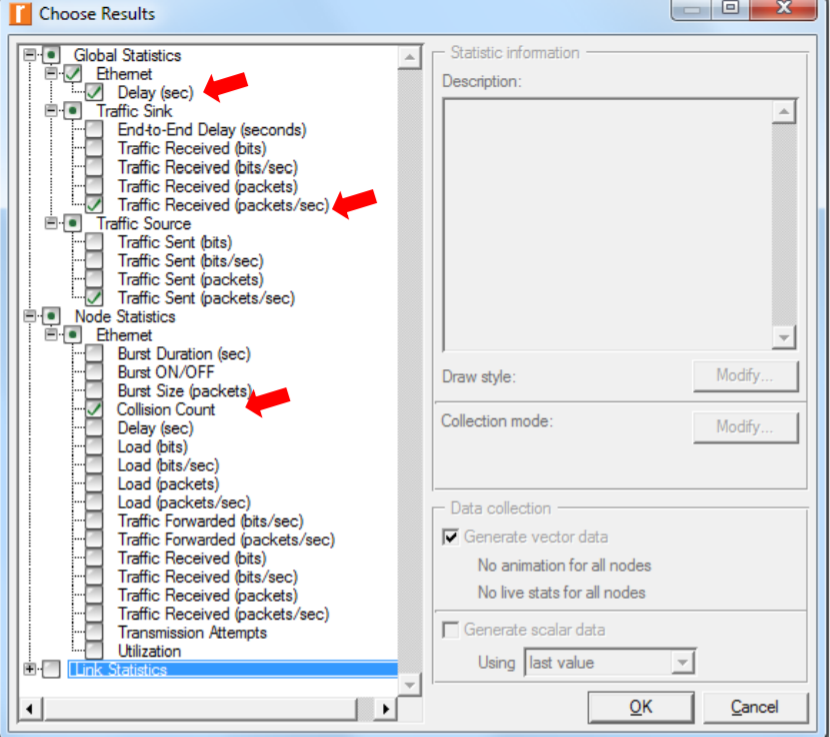 Choose Results
Global Statistics
Ethernet
Delay (sec)
Traffic Sink
End-to-End Delay (seconds)
Traffic Received (bits)
Traffic Received (bits/sec)
Traffic Received (packets)
Traffic Received (packets/sec)
Traffic Source
Traffic Sent (bits)
Traffic Sent (bits/sec)
Traffic Sent (packets)
Traffic Sent (packets/sec)
Node Statistics
Ethernet
Burst Duration (sec)
Burst ON/OFF
Burst Size (packets)
Collision Count
Delay (sec)
Load (bits)
Load (bits/sec)
Load (packets)
Load (packets/sec)
Traffic Forwarded (bits/sec)
Traffic Forwarded (packets/sec)
Traffic Received (bits)
Traffic Received (bits/sec)
Traffic Received (packets)
Traffic Received (packets/sec)
Transmission Attempts
Utilization
Link Statistics
Statistic information
Description:
Draw style:
Modify...
Collection mode:
Modify...
Data collection
Generate vector data
No animation for all nodes
No live stats for all nodes
Generate scalar data
Using last value
OK
Cancel